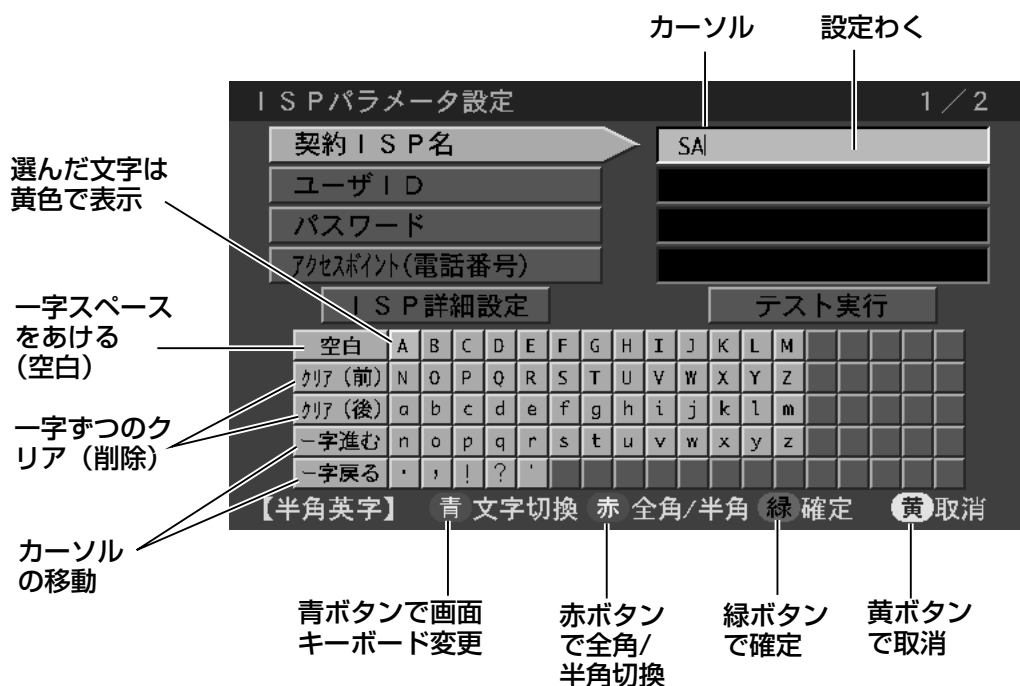 カーソル 設定わく
ISPパラメータ設定 1/2
契約ISP名 SA
選んだ文字は
黄色で表示
ユーザID
パスワード
アクセスポイント(電話番号)
ISP詳細設定 テスト実行
一字スペース
をあける
(空白)
空白 A B C D E F G H I J K L M
クリア(前) N O P Q R S T U V W X Y Z
クリア(後) a b c d e f g h i j k l m
一字進む n o p q r s t u v w x y z
一字戻る ・ , ! ? '
一字ずつのク
リア(削除)
【半角英字】 青 文字切換 赤 全角/半角 緑 確定 黄 取消
カーソル
の移動
青ボタンで画面
キーボード変更
赤ボタン
で全角/
半角切換
緑ボタン
で確定
黄ボタン
で取消